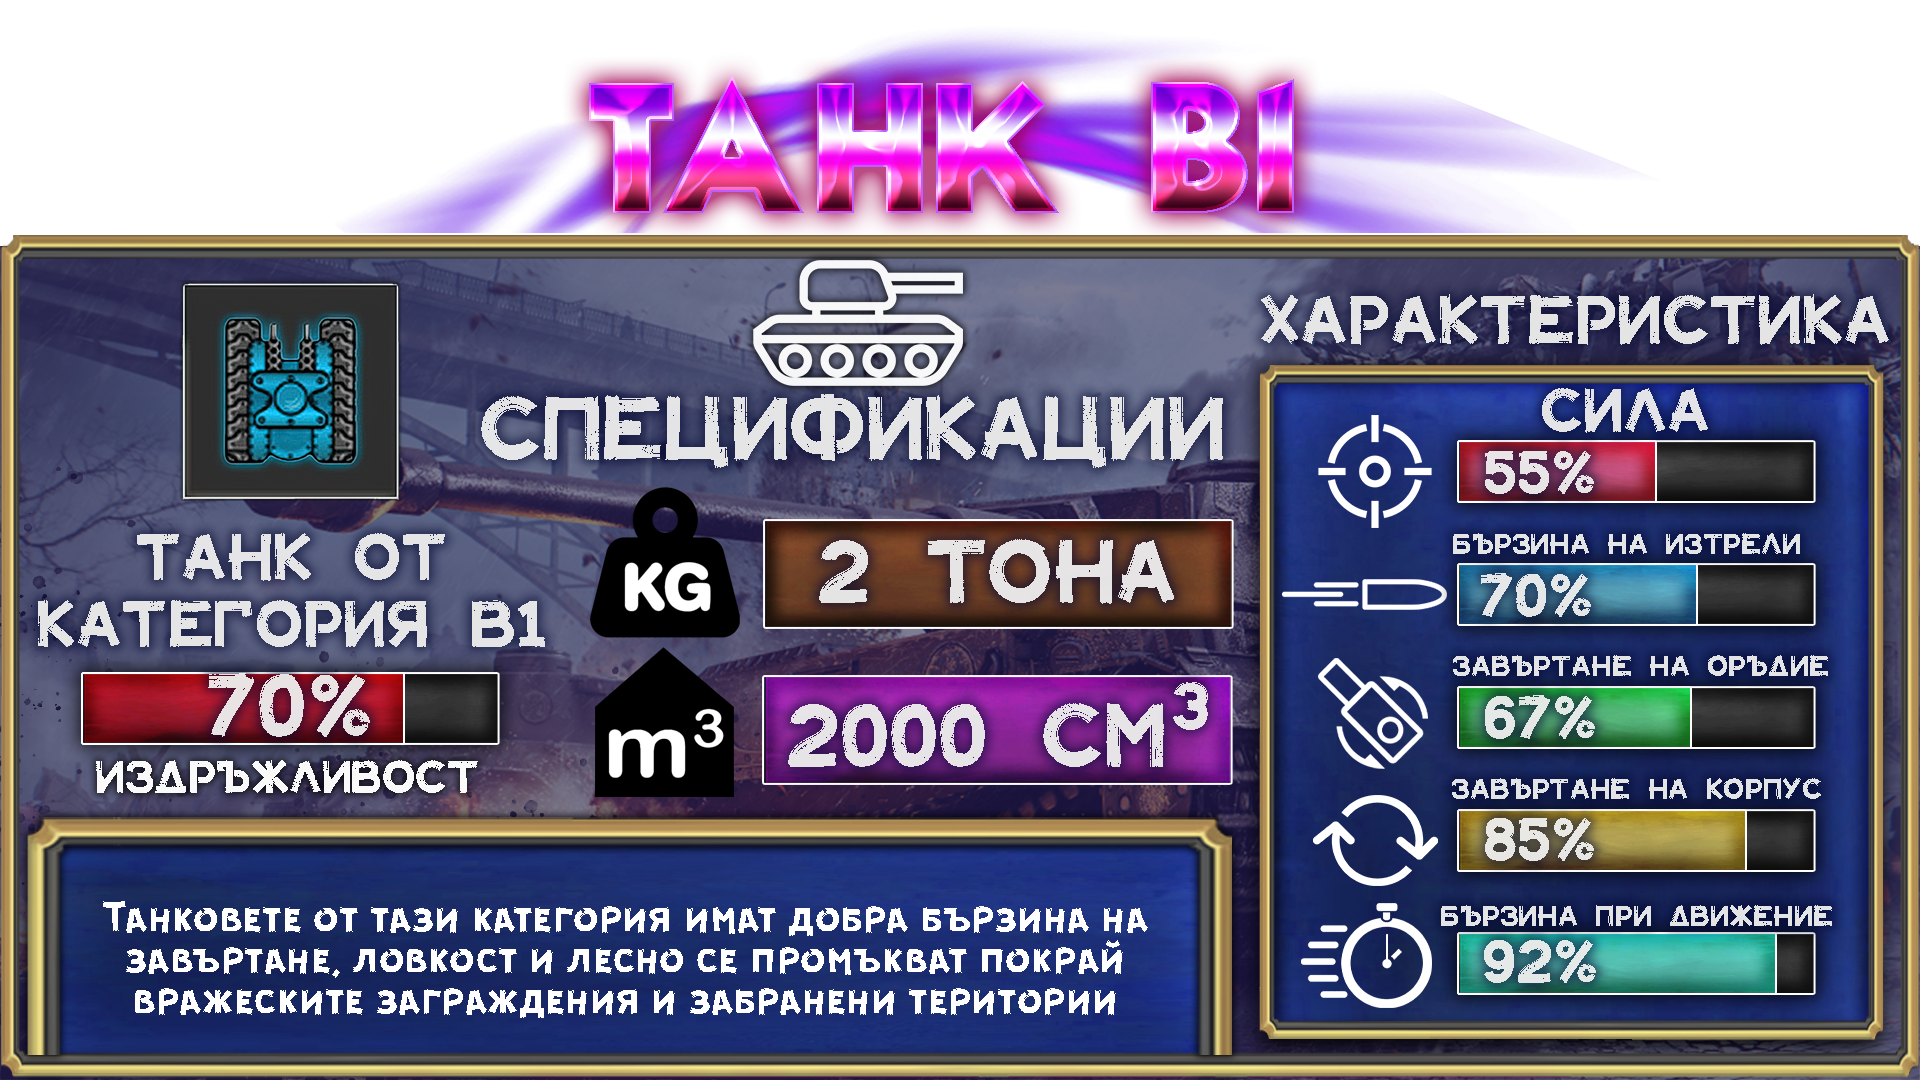 ТАНК B1
СПЕЦИФИКАЦИИ
ТАНК ОТ
КАТЕГОРИЯ B1
70%
ИЗДРЪЖЛИВОСТ
KG
2 ТОНА
m³
2000 СМ³
ХАРАКТЕРИСТИКА
СИЛА
55%
БЪРЗИНА НА ИЗТРЕЛИ
70%
ЗАВЪРТАНЕ НА ОРЪДИЕ
67%
ЗАВЪРТАНЕ НА КОРПУС
85%
БЪРЗИНА ПРИ ДВИЖЕНИЕ
92%
Танковете от тази категория имат добра бързина на
завъртане, ловкост и лесно се промъкват покрай
вражеските заграждения и забранени територии